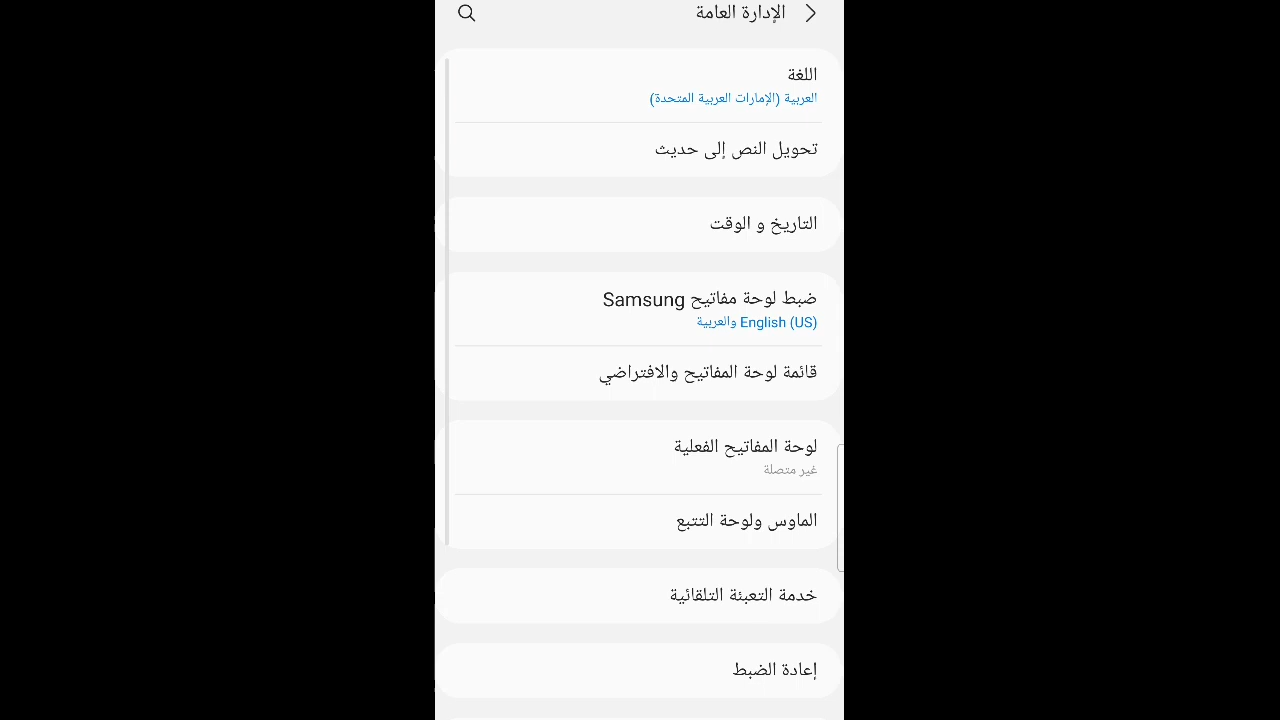 الإدارة العامة
اللغة
العربية (الإمارات العربية المتحدة)
تحويل النص إلى حديث
التاريخ و الوقت
ضبط لوحة مفاتيح Samsung
English (US) والعربية
قائمة لوحة المفاتيح والافتراضي
لوحة المفاتيح الفعلية
غير متصلة
الماوس ولوحة التتبع
خدمة التعبئة التلقائية
إعادة الضبط